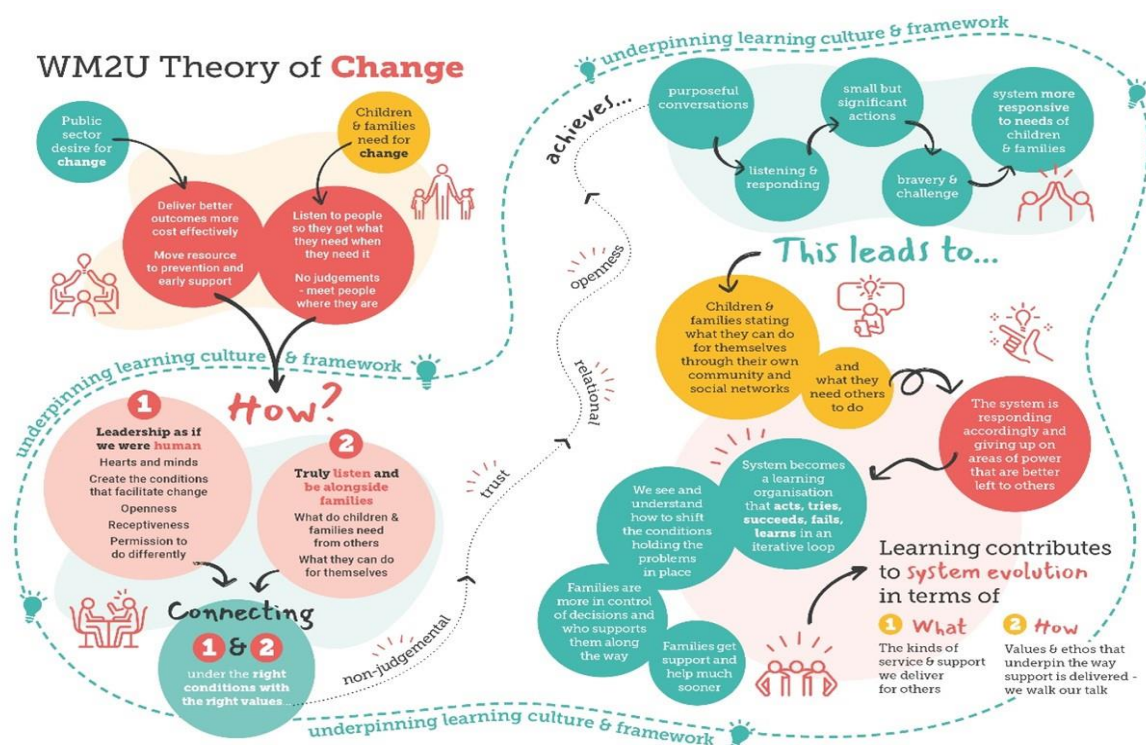 WM2U Theory of Change
Public
sector
desire for
change
Children
& families
need for
change
Deliver better
outcomes more
cost effectively
Move resource
to prevention and
early support
Listen to people
so they get what
they need when
they need it
No judgements
- meet people
where they are
underpinning learning culture & framework
How?
1
Leadership as if
we were human
Hearts and minds
Create the conditions
that facilitate change
Openness
Receptiveness
Permission to
do differently
2
Truly listen and
be alongside
families
What do children &
families need
from others
What they can do
for themselves
Connecting
1 & 2
under the right
conditions with
the right values...
non-judgemental
trust
relational
openness
achieves...
underpinning learning culture & framework
purposeful
conversations
listening &
responding
small but
significant
actions
bravery &
challenge
system more
responsive
to needs of
children
& families
This leads to...
Children &
families stating
what they can do
for themselves
through their own
community and
social networks
and
what they
need others
to do
The system is
responding
accordingly and
giving up on
areas of power
that are better
left to others
System becomes
a learning
organisation
that acts, tries,
succeeds, fails,
learns in an
iterative loop
We see and
understand
how to shift
the conditions
holding the
problems
in place
Families are
more in control
of decisions and
who supports
them along
the way
Families get
support and
help much
sooner
Learning contributes
to system evolution
in terms of
1 What
The kinds of
service & support
we deliver
for others
2 How
Values & ethos that
underpin the way
support is delivered -
we walk our talk
underpinning learning culture & framework